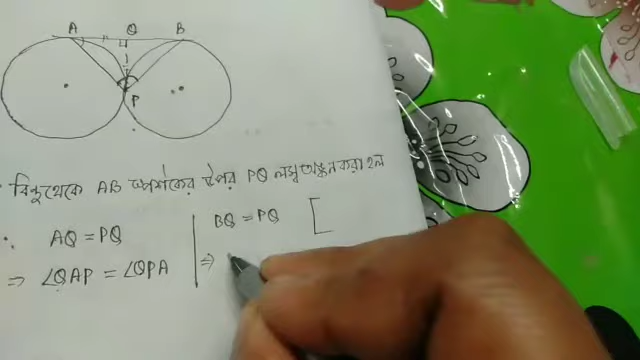 A Q B
P
বিন্দু থেকে AB স্পর্শকের উপর PQ লম্ব অঙ্কন করা হল
∴ AQ = PQ
⇒ ∠QAP = ∠QPA
BQ = PQ [
⇒